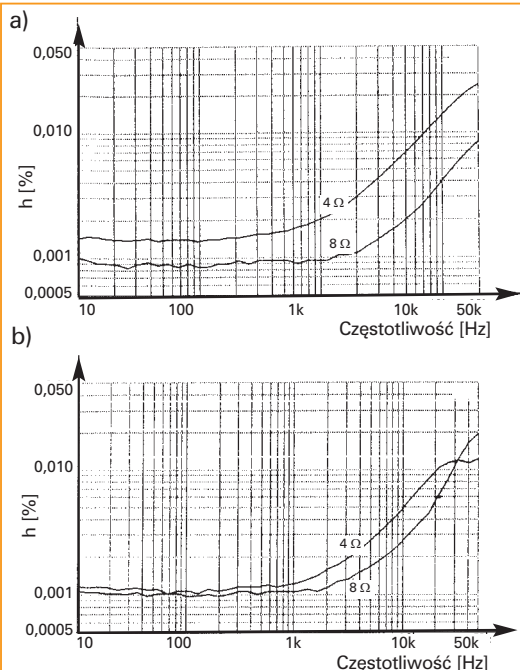 a)
0,050
0,010
h [%]
4 Ω
8 Ω
0,001
0,0005
10 100 1k 10k 50k
Częstotliwość [Hz]
b)
0,050
0,010
h [%]
4 Ω
8 Ω
0,001
0,0005
10 100 1k 10k 50k
Częstotliwość [Hz]